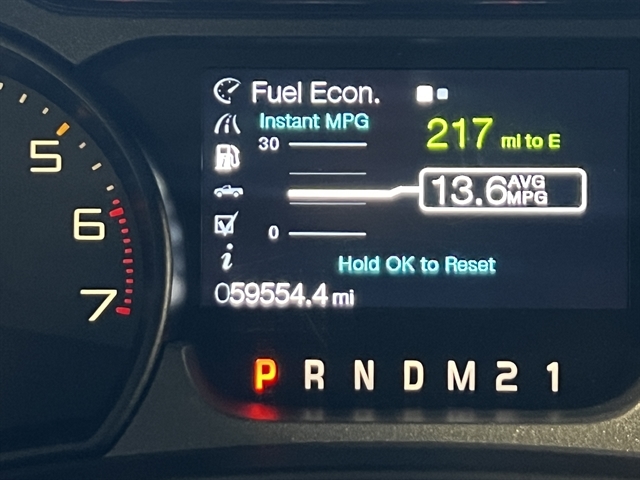 Fuel Econ.
Instant MPG
30
217 mi to E
13.6 AVG MPG
0
Hold OK to Reset
059554.4 mi
5
6
7
P R N D M 2 1